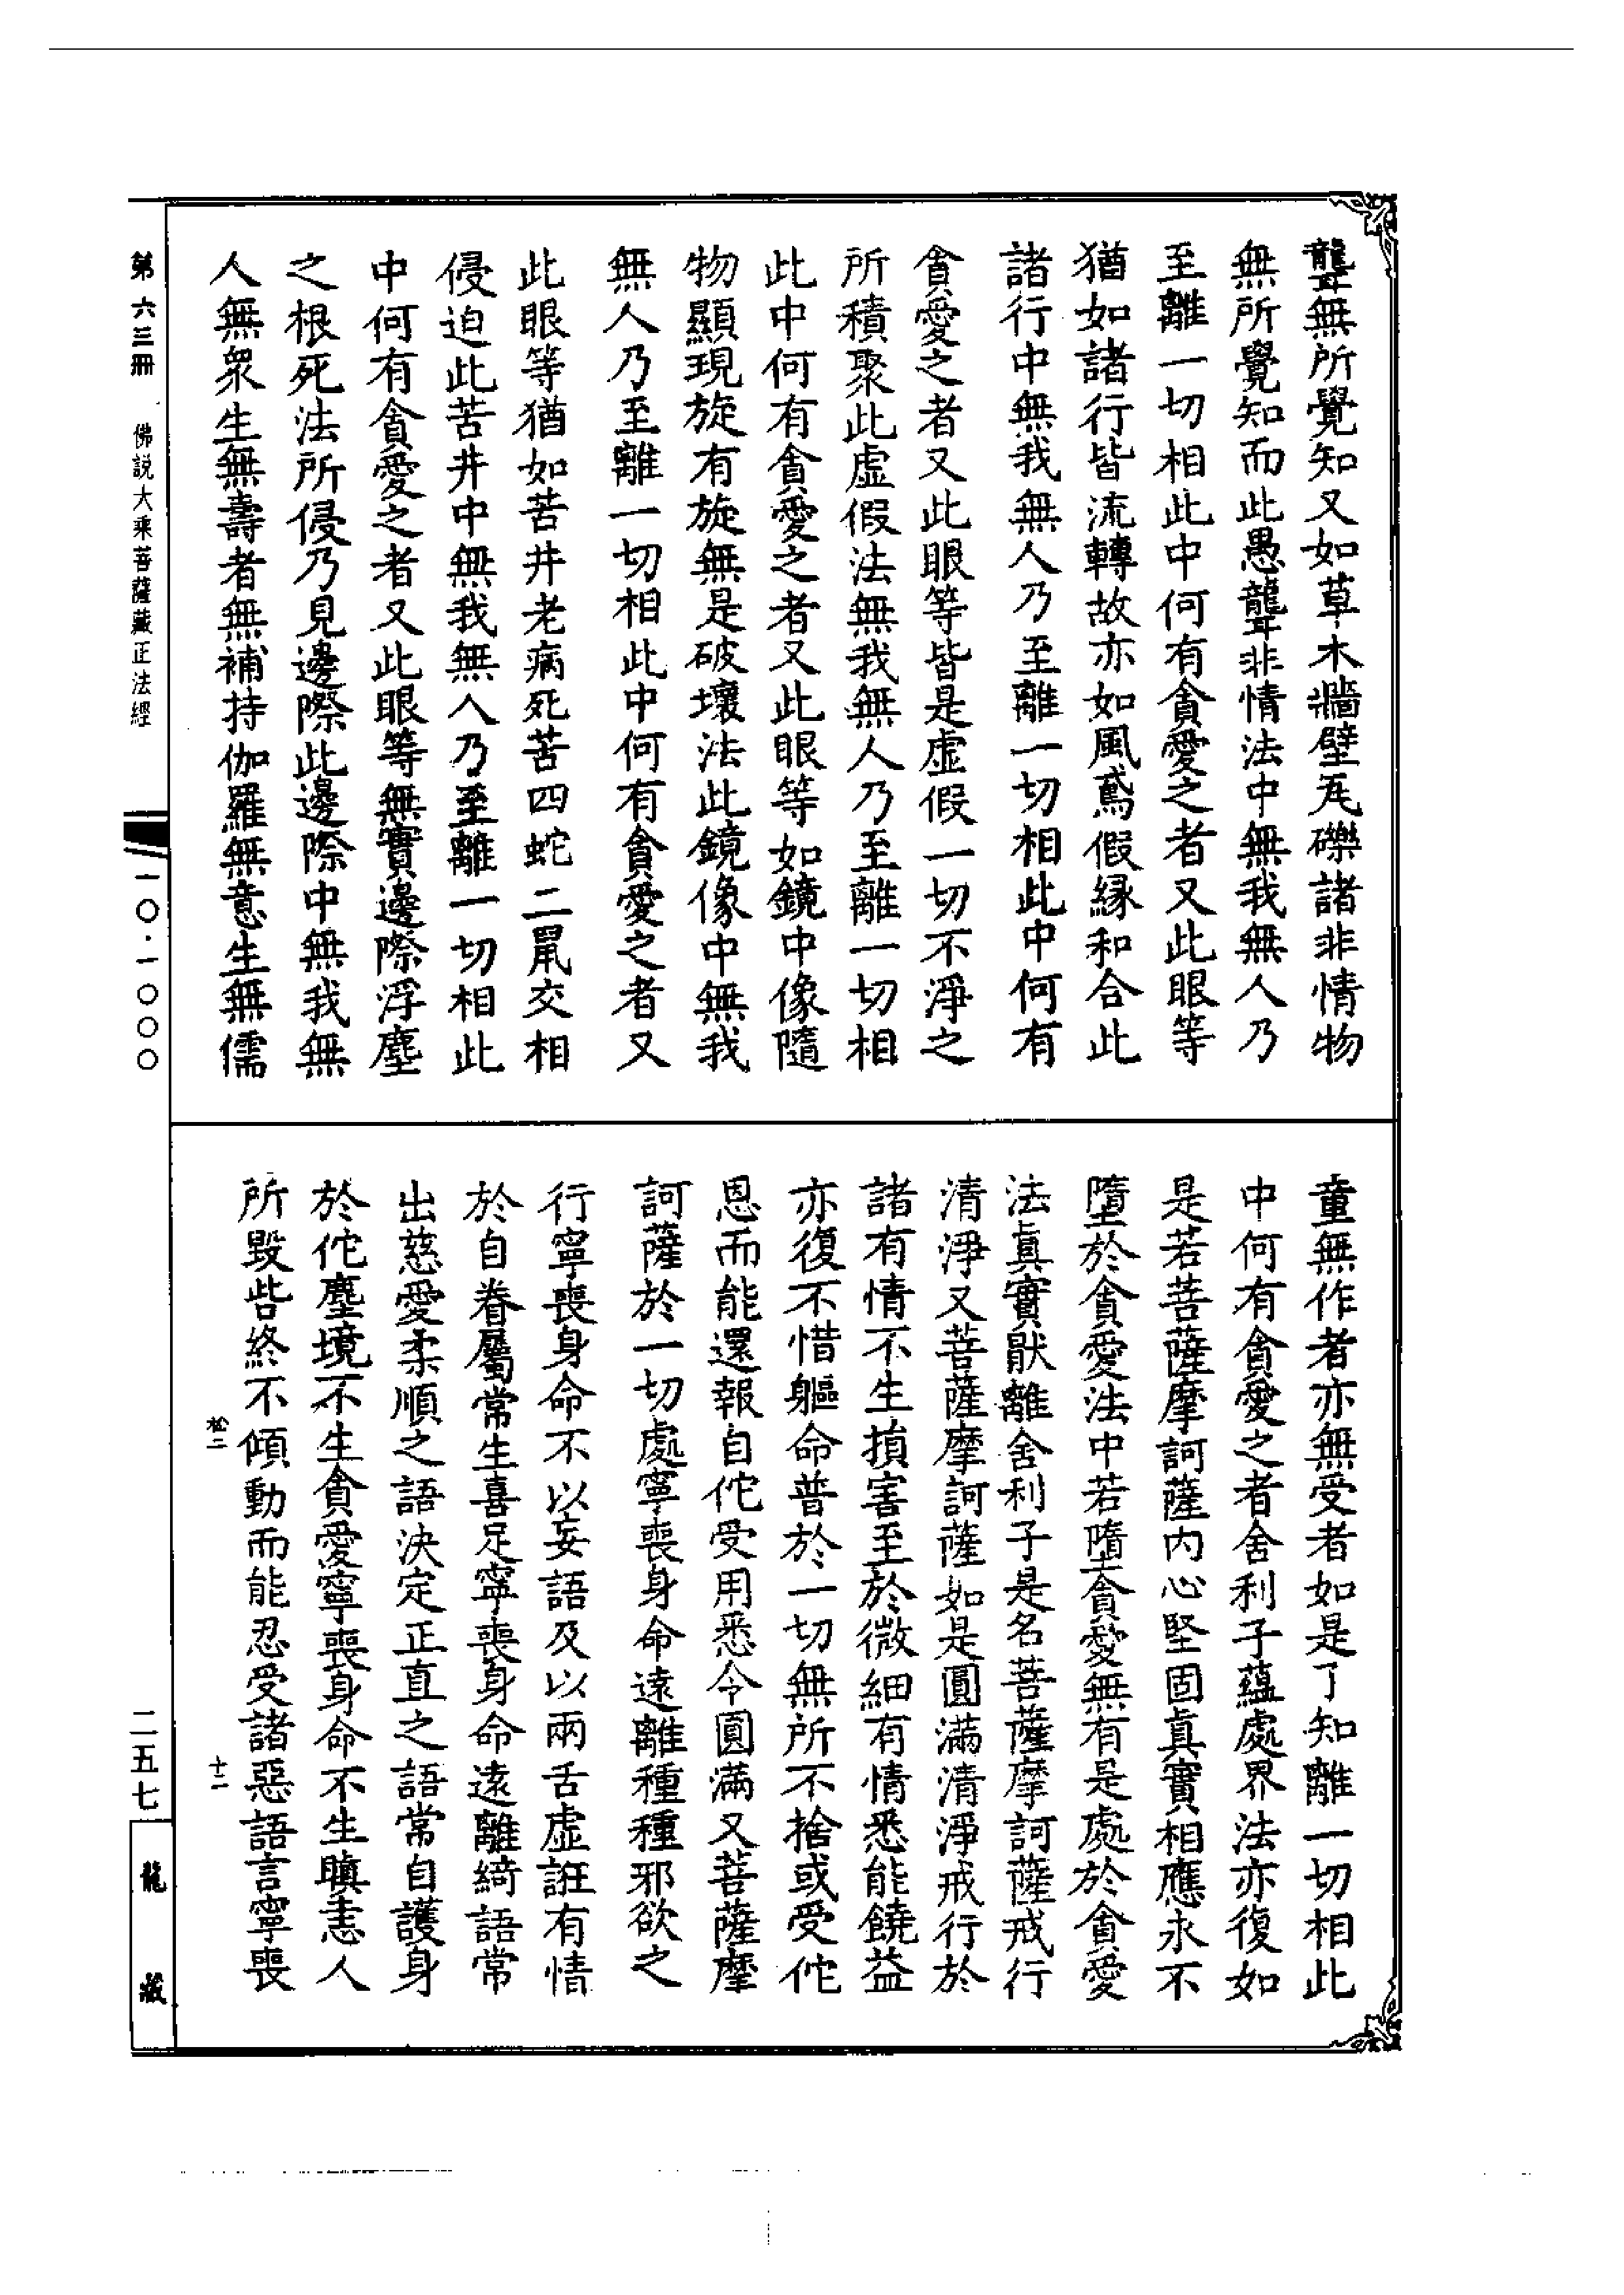 聾無所覺知又如草木牆壁瓦礫諸非情物
無所覺知而此愚聾非情法中無我無人乃
至離一切相此中何有貪愛之者又此眼等
猶如諸行皆流轉故亦如風鳶假緣和合此
諸行中無我無人乃至離一切相此中何有
貪愛之者又此眼等皆是虛假一切不淨之
所積聚此虛假法無我無人乃至離一切相
此中何有貪愛之者又此眼等如鏡中像隨
物顯現旋有旋無是破壞法此鏡像中無我
無人乃至離一切相此中何有貪愛之者又
此眼等猶如苦井老病死苦四蛇二鼠交相
侵迫此苦井中無我無人乃至離一切相此
中何有貪愛之者又此眼等無實邊際浮塵
之根死法所侵乃見邊際此邊際中無我無
人無眾生無壽者無補特伽羅無意生無儒
童無作者亦無受者如是了知離一切相此
中何有貪愛之者舍利子蘊處界法亦復如
是若菩薩摩訶薩內心堅固真實相應永不
墮於貪愛法中若墮貪愛無有是處於貪愛
法真實厭離舍利子是名菩薩摩訶薩戒行
清淨又菩薩摩訶薩如是圓滿清淨戒行於
諸有情不生損害至於微細有情悉能饒益
亦復不惜軀命普於一切無所不捨或受佗
恩而能還報自佗受用悉令圓滿又菩薩摩
訶薩於一切處寧喪身命遠離種種邪欲之
行寧喪身命不以妄語及以兩舌虛誑有情
於自眷屬常生喜足寧喪身命遠離綺語常
出慈愛柔順之語決定正直之語常自護身
於佗塵境不生貪愛寧喪身命不生瞋恚人
所毀呰終不傾動而能忍受諸惡語言寧喪
松二
十一
第六三冊 佛說大乘菩薩藏正法經
一〇·一〇〇〇
二五七
龍藏